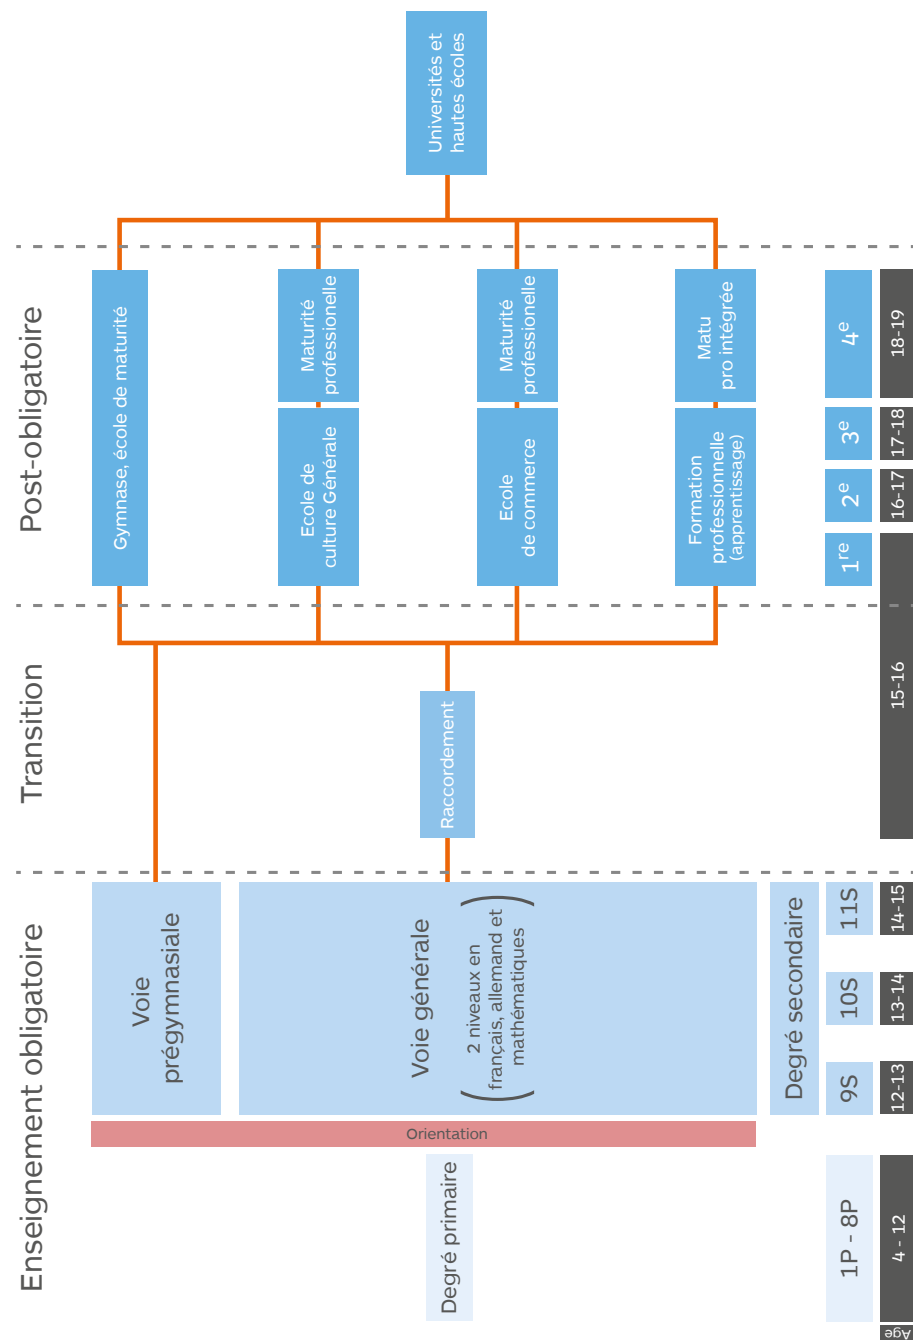 Enseignement obligatoire
Transition
Post-obligatoire
Degré primaire
Orientation
Voie
prégymnasiale
Voie générale
( 2 niveaux en
français, allemand et
mathématiques )
Degré secondaire
Raccordement
Gymnase, école de maturité
Ecole de
culture Générale
Maturité
professionelle
Ecole
de commerce
Maturité
professionelle
Formation
professionnelle
(apprentissage)
Matu
pro intégrée
Universités et
hautes écoles
1P - 8P
9S
10S
11S
1re
2e
3e
4e
Age
4 - 12
12-13
13-14
14-15
15-16
16-17
17-18
18-19